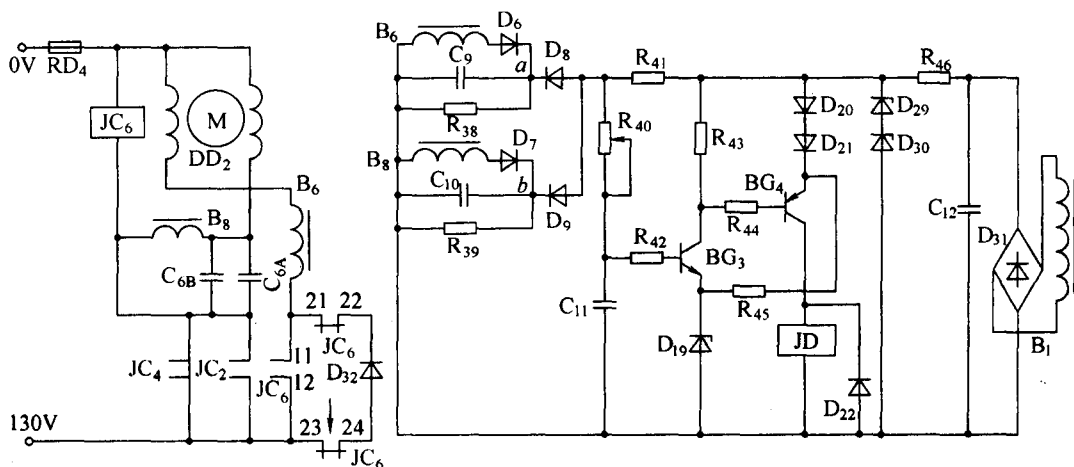 0V
RD4
JC6
M
DD2
B6
B8
C6B
C6A
21 22
JC6
D32
JC4
JC2
JC6
11
12
130V
23 24
JC6
B6
D6
C9
a
D8
R38
B8
D7
C10
b
D9
R39
R41
R40
R42
C11
R43
BG3
D19
R44
BG4
R45
D20
D21
JD
D22
D29
D30
R46
C12
D31
B1